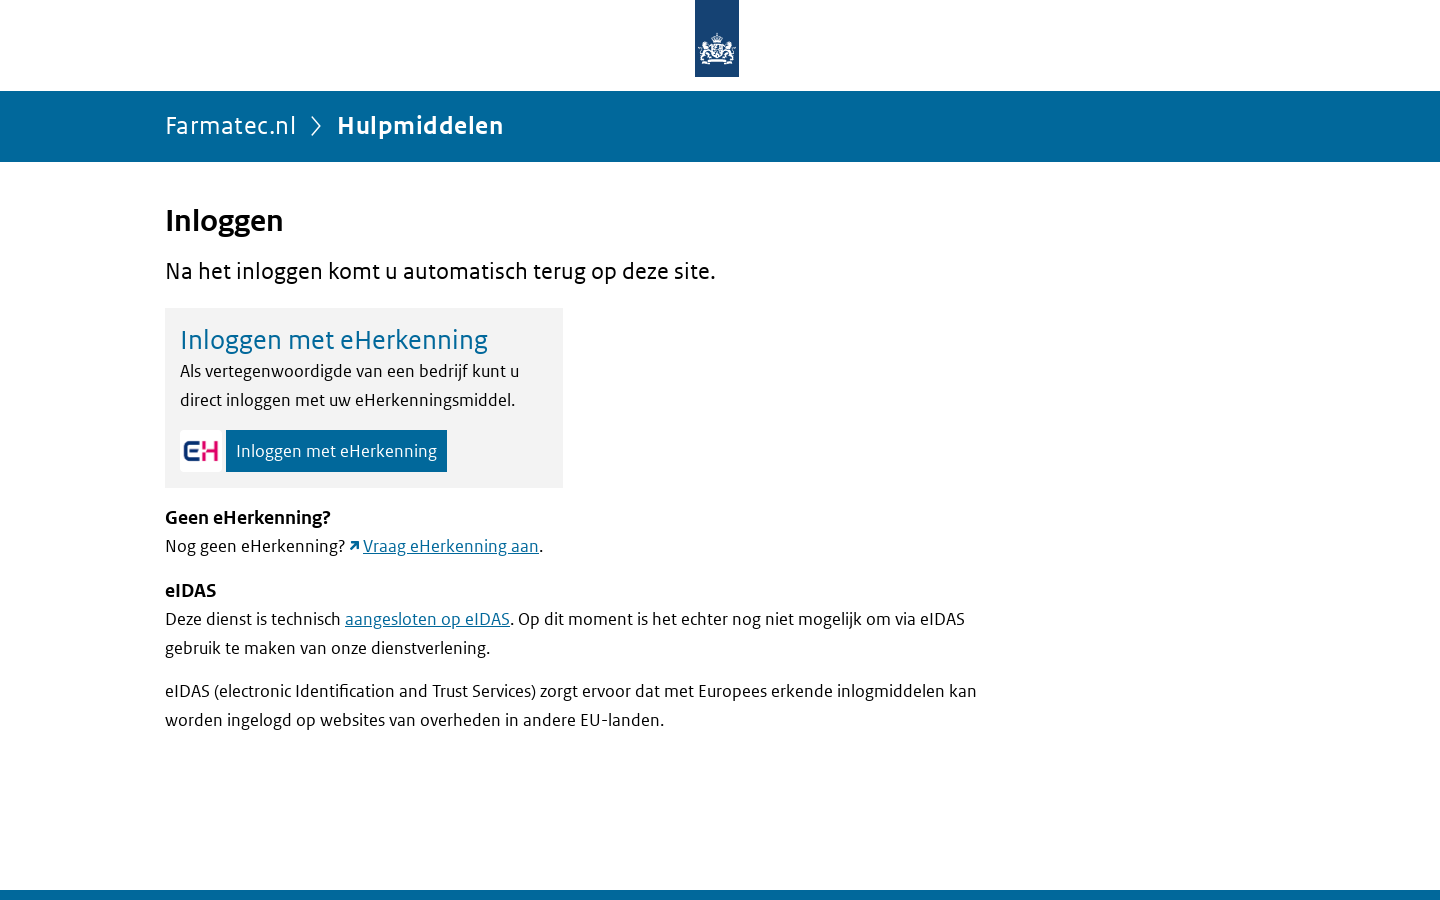 Farmatec.nl > Hulpmiddelen
Inloggen
Na het inloggen komt u automatisch terug op deze site.
Inloggen met eHerkenning
Als vertegenwoordigde van een bedrijf kunt u
direct inloggen met uw eHerkenningsmiddel.
EH Inloggen met eHerkenning
Geen eHerkenning?
Nog geen eHerkenning? Vraag eHerkenning aan.
eIDAS
Deze dienst is technisch aangesloten op eIDAS. Op dit moment is het echter nog niet mogelijk om via eIDAS
gebruik te maken van onze dienstverlening.
eIDAS (electronic Identification and Trust Services) zorgt ervoor dat met Europees erkende inlogmiddelen kan
worden ingelogd op websites van overheden in andere EU-landen.